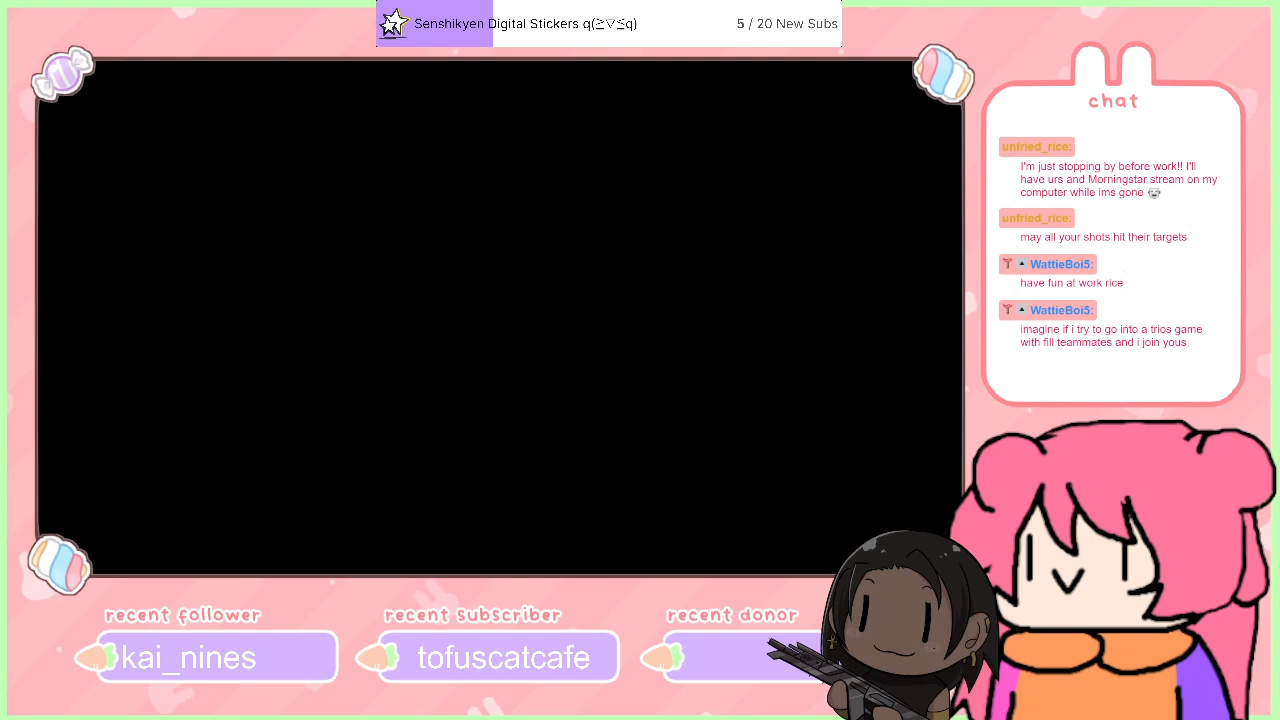 Senshikyen Digital Stickers q(≧▽≦q)
5 / 20 New Subs
chat
unfried_rice:
I'm just stopping by before work!! I'll
have urs and Morningstar stream on my
computer while ims gone
unfried_rice:
may all your shots hit their targets
WattieBoi5:
have fun at work rice
WattieBoi5:
imagine if i try to go into a trios game
with fill teammates and i join yous
recent follower
kai_nines
recent subscriber
tofuscatcafe
recent donor